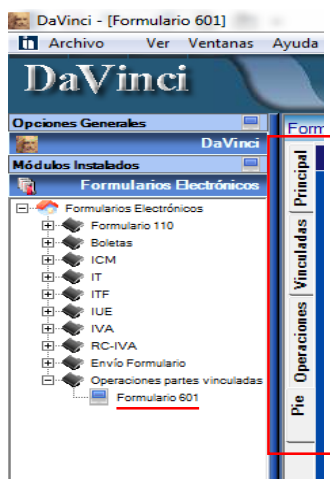 DaVinci - [Formulario 601]
Archivo Ver Ventanas Ayuda
DaVinci
Opciones Generales
DaVinci
Módulos Instalados
Formularios Electrónicos
Formularios Electrónicos
Formulario 110
Boletas
ICM
IT
ITF
IUE
IVA
RC-IVA
Envío Formulario
Operaciones partes vinculadas
Formulario 601
Principal
Vinculadas
Operaciones
Pie